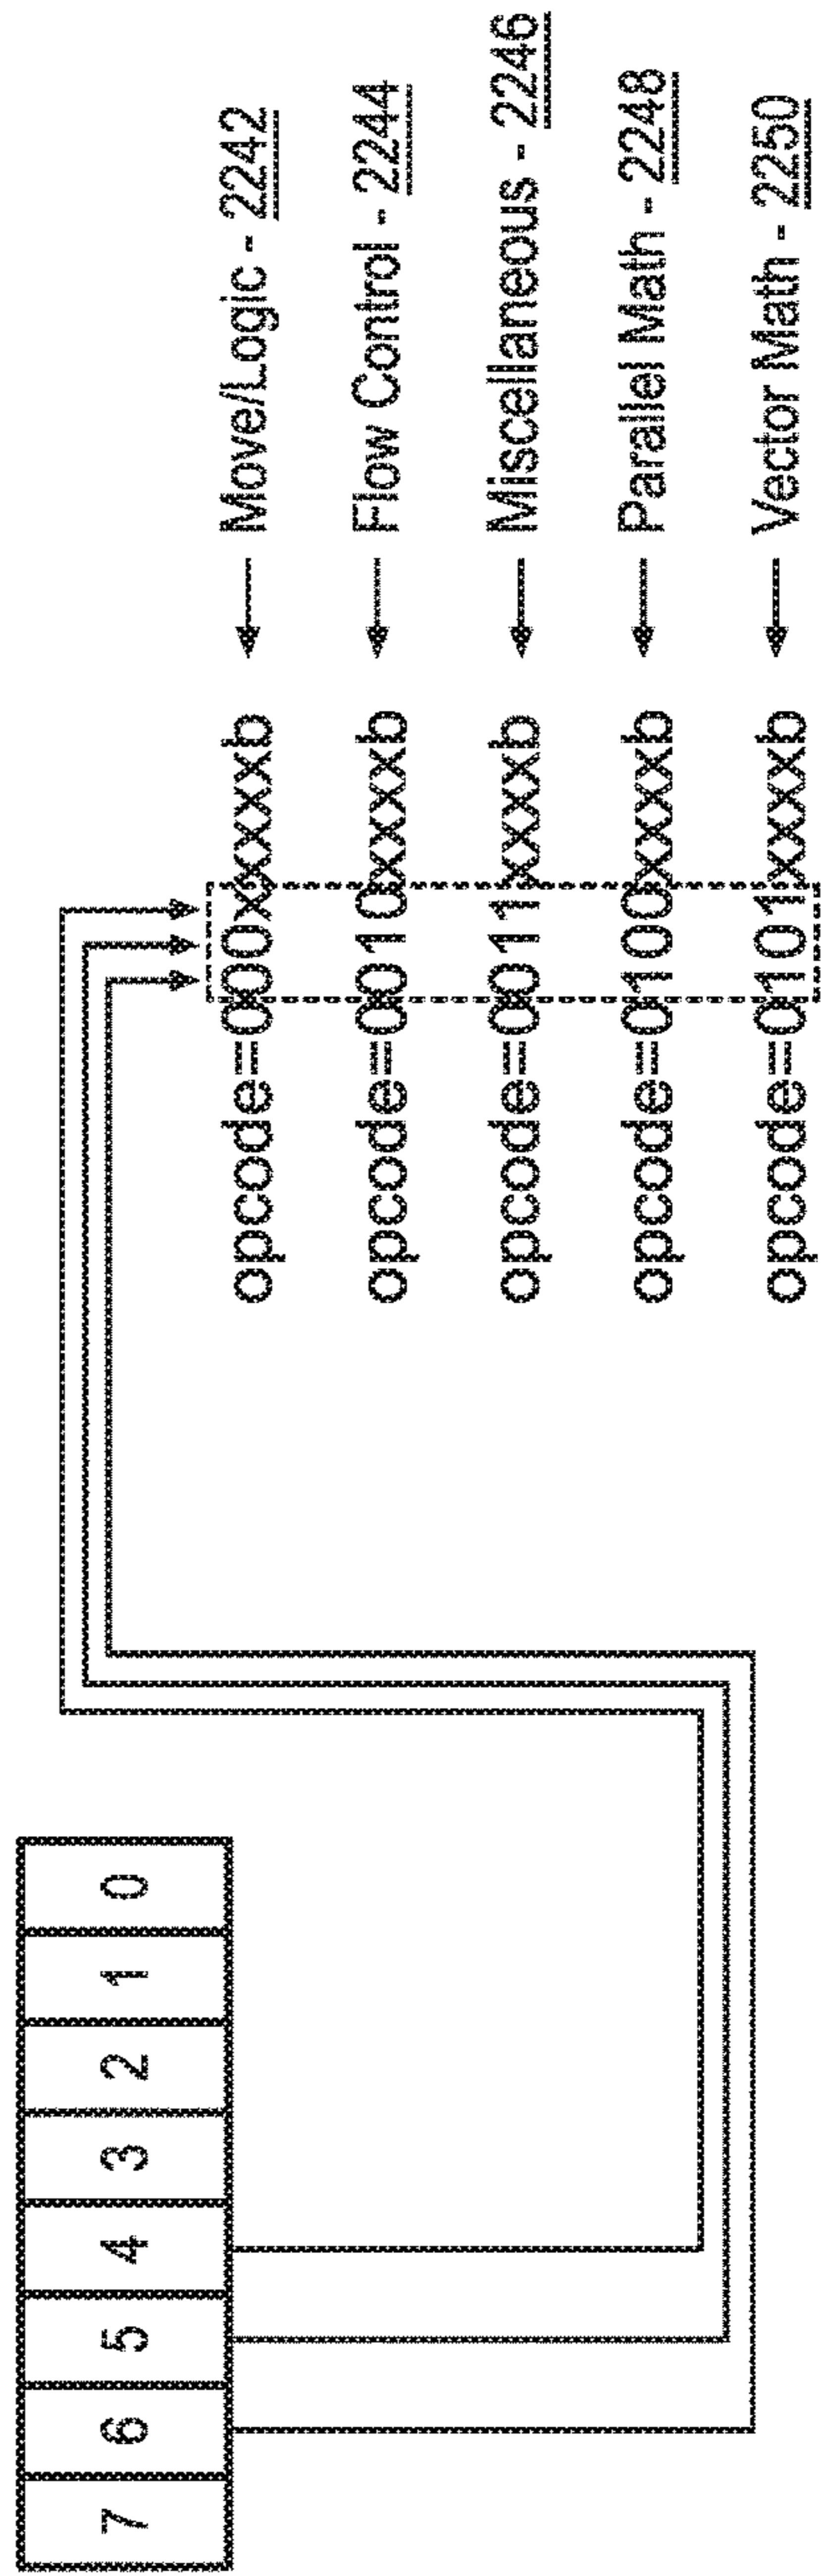 7 6 5 4 3 2 1 0
opcode=000xxxxxb ← Move/Logic - 2242
opcode=0010xxxxb ← Flow Control - 2244
opcode=0011xxxxb ← Miscellaneous - 2246
opcode=0100xxxxb ← Parallel Math - 2248
opcode=0101xxxxb ← Vector Math - 2250